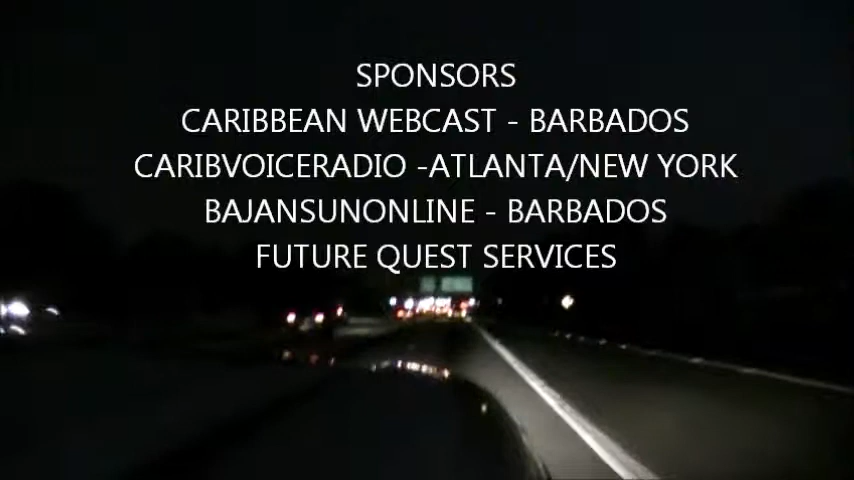 SPONSORS
CARIBBEAN WEBCAST - BARBADOS
CARIBVOICERADIO -ATLANTA/NEW YORK
BAJANSUNONLINE - BARBADOS
FUTURE QUEST SERVICES